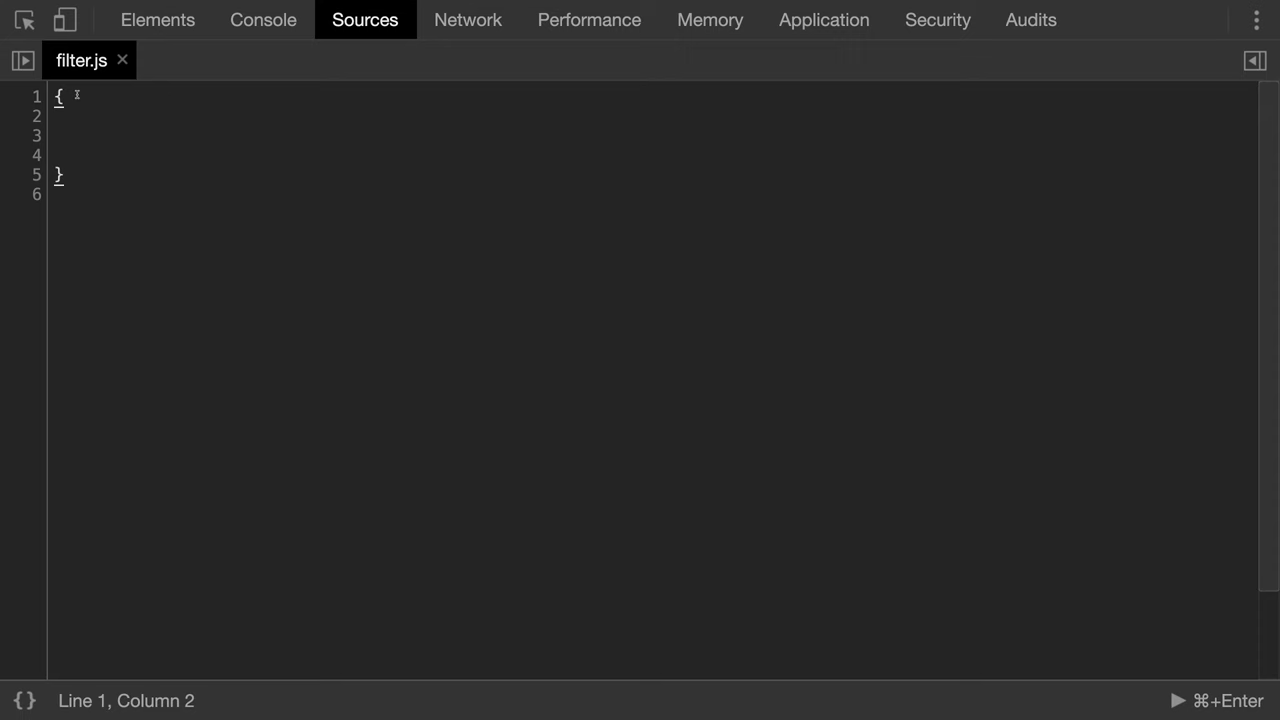 Elements Console Sources Network Performance Memory Application Security Audits
filter.js ×
1 {
2
3
4
5 }
6
{} Line 1, Column 2 ⌘+Enter